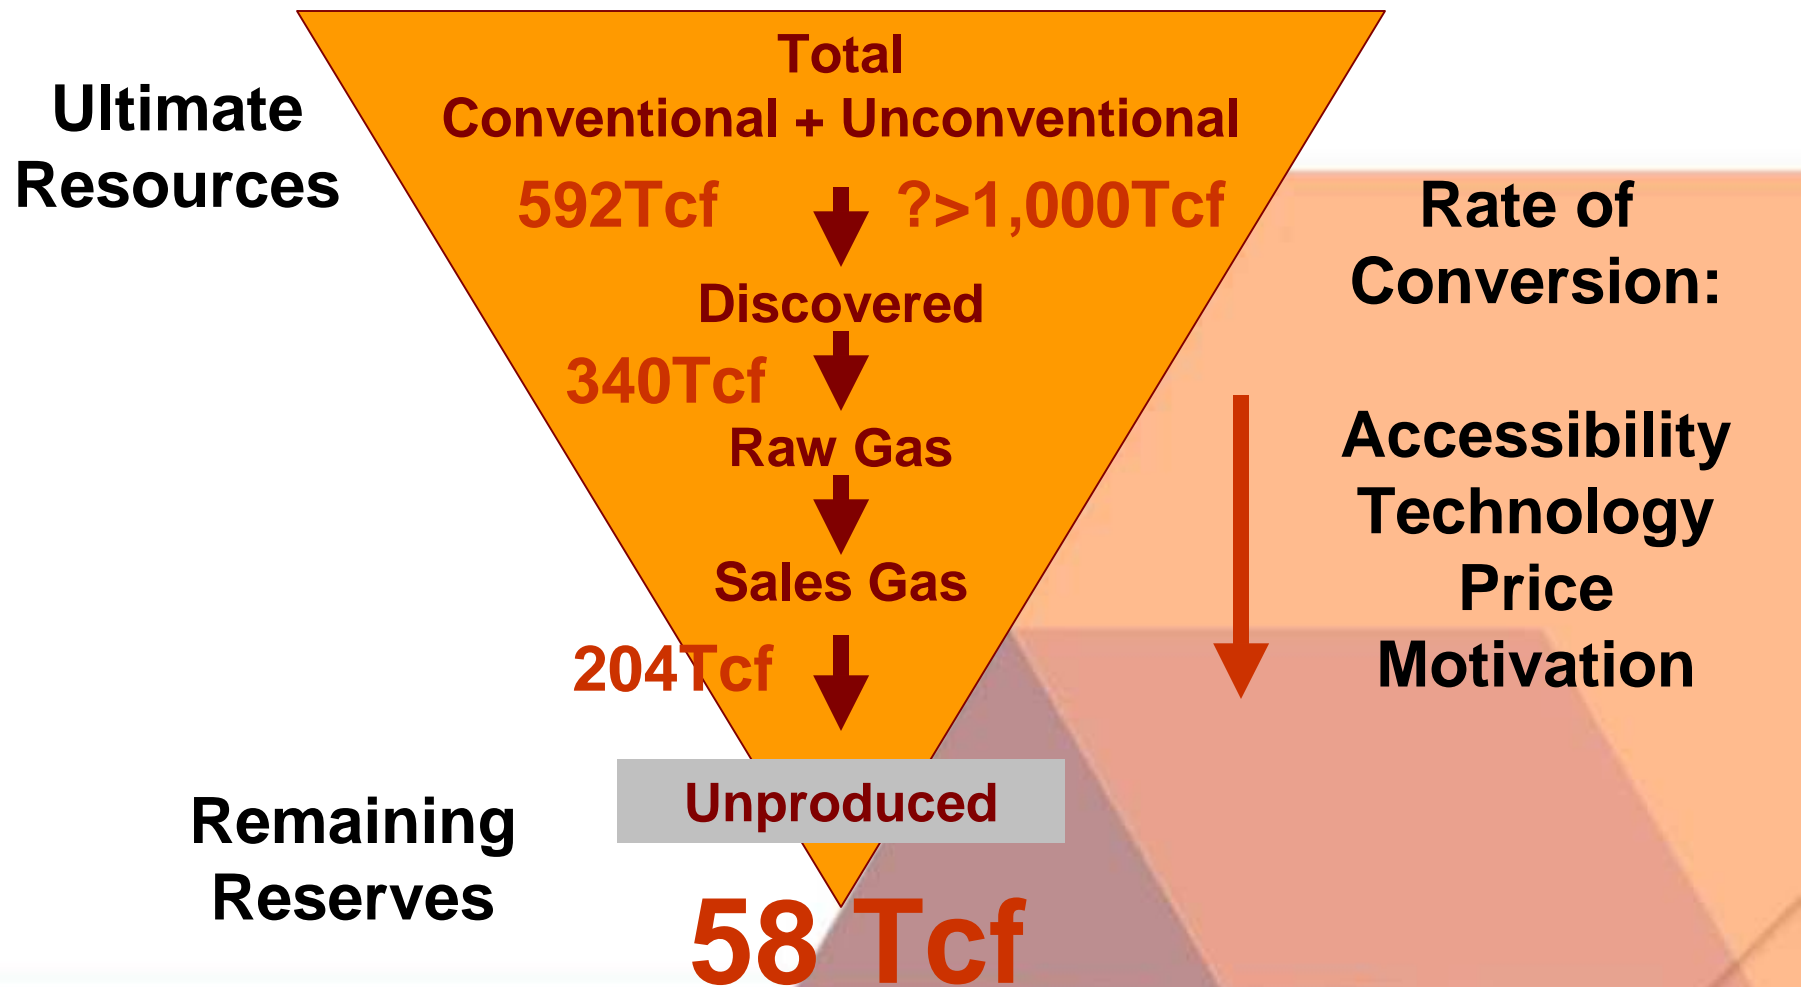 Total
Conventional + Unconventional
Ultimate
Resources
592Tcf
?>1,000Tcf
Discovered
340Tcf
Raw Gas
Sales Gas
204Tcf
Unproduced
Remaining
Reserves
58 Tcf
Rate of
Conversion:
Accessibility
Technology
Price
Motivation